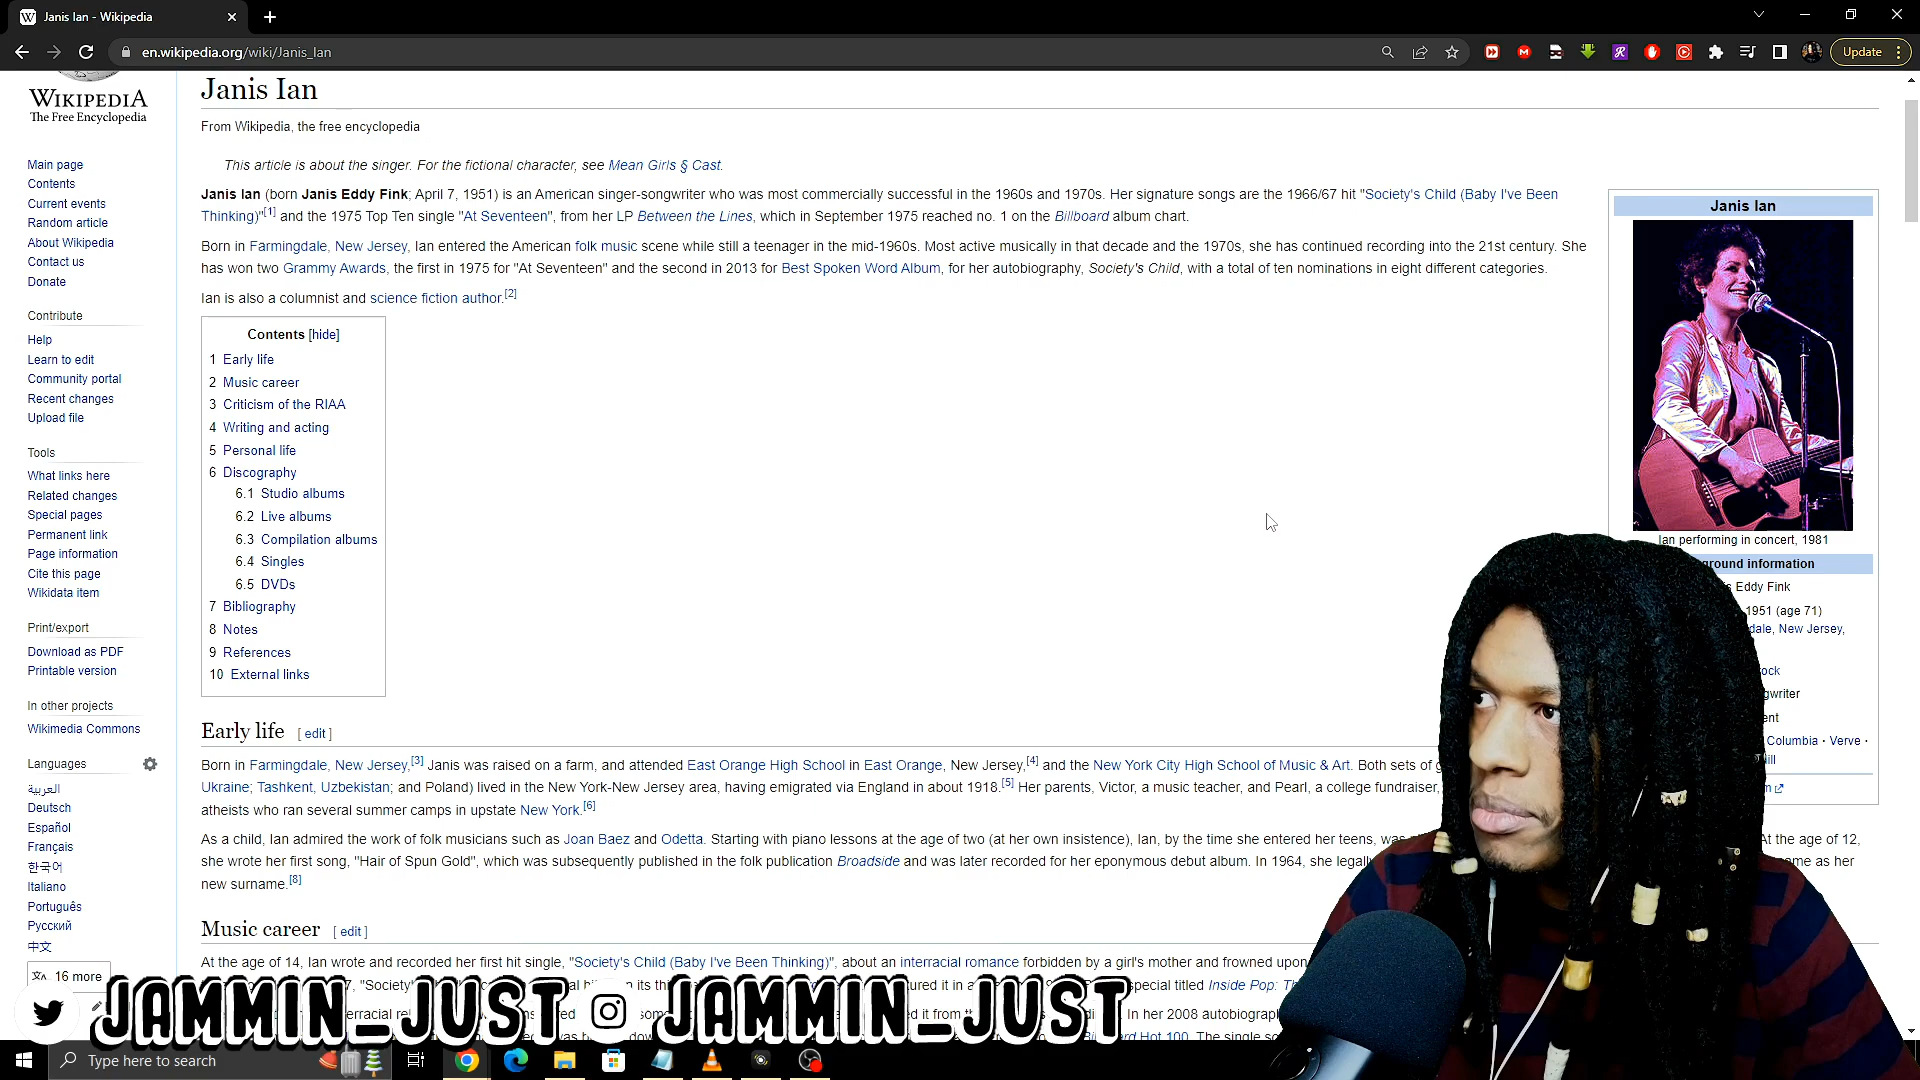 Janis Ian - Wikipedia
en.wikipedia.org/wiki/Janis_Ian
Update
WIKIPEDIA
The Free Encyclopedia
Main page
Contents
Current events
Random article
About Wikipedia
Contact us
Donate
Contribute
Help
Learn to edit
Community portal
Recent changes
Upload file
Tools
What links here
Related changes
Special pages
Permanent link
Page information
Cite this page
Wikidata item
Print/export
Download as PDF
Printable version
In other projects
Wikimedia Commons
Languages
العربية
Deutsch
Español
Français
한국어
Italiano
Português
Русский
中文
16 more
Janis Ian
From Wikipedia, the free encyclopedia
This article is about the singer. For the fictional character, see Mean Girls § Cast.
Janis Ian (born Janis Eddy Fink; April 7, 1951) is an American singer-songwriter who was most commercially successful in the 1960s and 1970s. Her signature songs are the 1966/67 hit "Society's Child (Baby I've Been
Thinking)"[1] and the 1975 Top Ten single "At Seventeen", from her LP Between the Lines, which in September 1975 reached no. 1 on the Billboard album chart.
Born in Farmingdale, New Jersey, Ian entered the American folk music scene while still a teenager in the mid-1960s. Most active musically in that decade and the 1970s, she has continued recording into the 21st century. She
has won two Grammy Awards, the first in 1975 for "At Seventeen" and the second in 2013 for Best Spoken Word Album, for her autobiography, Society's Child, with a total of ten nominations in eight different categories.
Ian is also a columnist and science fiction author.[2]
Contents [hide]
1 Early life
2 Music career
3 Criticism of the RIAA
4 Writing and acting
5 Personal life
6 Discography
6.1 Studio albums
6.2 Live albums
6.3 Compilation albums
6.4 Singles
6.5 DVDs
7 Bibliography
8 Notes
9 References
10 External links
Janis Ian
Ian performing in concert, 1981
ground information
Eddy Fink
1951 (age 71)
dale, New Jersey,
Columbia · Verve ·
Early life [ edit ]
Born in Farmingdale, New Jersey,[3] Janis was raised on a farm, and attended East Orange High School in East Orange, New Jersey,[4] and the New York City High School of Music & Art. Both sets of
Ukraine; Tashkent, Uzbekistan; and Poland) lived in the New York-New Jersey area, having emigrated via England in about 1918.[5] Her parents, Victor, a music teacher, and Pearl, a college fundraiser,
atheists who ran several summer camps in upstate New York.[6]
As a child, Ian admired the work of folk musicians such as Joan Baez and Odetta. Starting with piano lessons at the age of two (at her own insistence), Ian, by the time she entered her teens, was At the age of 12,
she wrote her first song, "Hair of Spun Gold", which was subsequently published in the folk publication Broadside and was later recorded for her eponymous debut album. In 1964, she name as her
new surname.[8]
Music career [ edit ]
At the age of 14, Ian wrote and recorded her first hit single, "Society's Child (Baby I've Been Thinking)", about an interracial romance forbidden by a girl's mother and frowned upon
special titled Inside Pop:
In her 2008
Hot 100. The single
JAMMIN_JUST JAMMIN_JUST
Type here to search